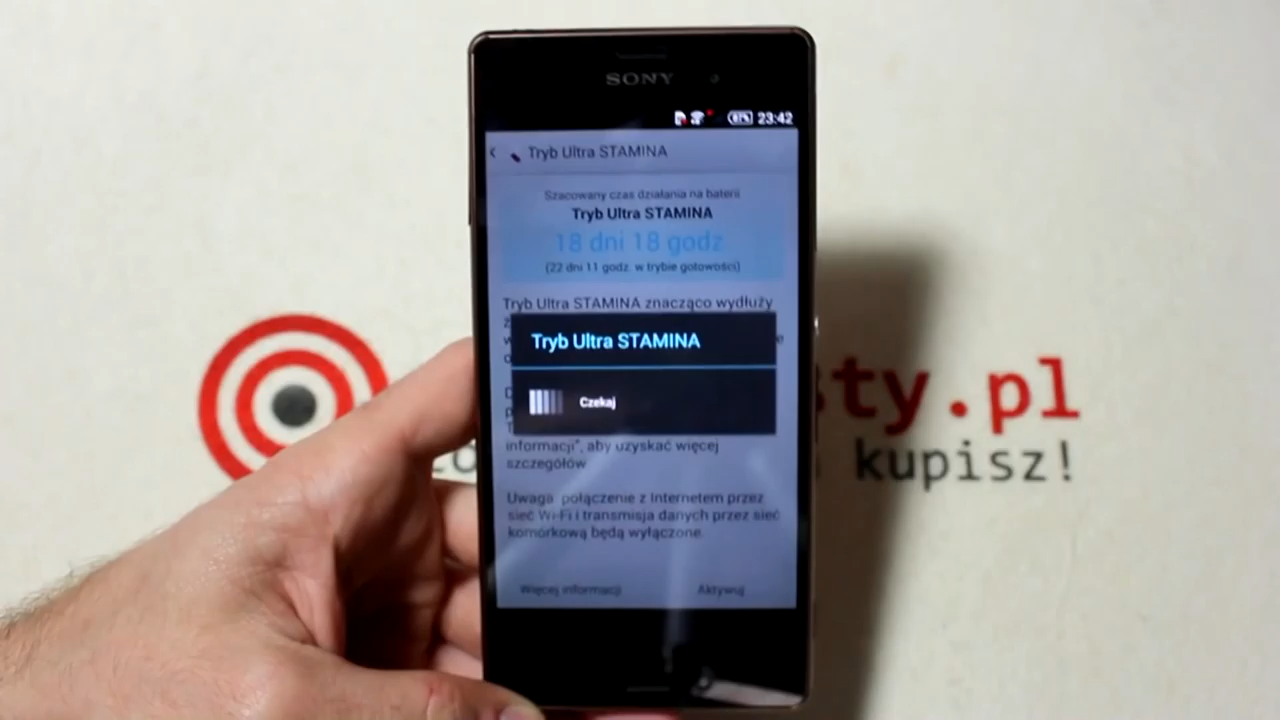 SONY
23:42
Tryb Ultra STAMINA
Szacowany czas działania na baterii
Tryb Ultra STAMINA
18 dni 18 godz
(22 dni 11 godz. w trybie gotowości)
Tryb Ultra STAMINA znacząco wydłuży
Tryb Ultra STAMINA
Czekaj
informacji", aby uzyskać więcej
szczegółów
Uwaga połączenie z Internetem przez
sieć Wi-Fi i transmisja danych przez sieć
komórkową będą wyłączone.
Więcej informacji
Aktywuj
ty.pl
kupisz!